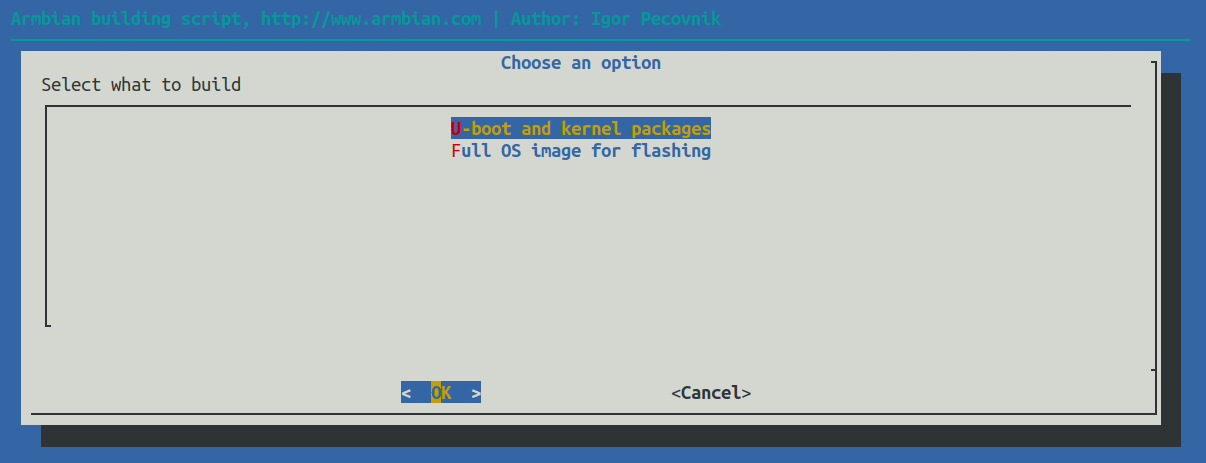 Armbian building script, http://www.armbian.com | Author: Igor Pecovnik
Choose an option
Select what to build
U-boot and kernel packages
Full OS image for flashing
<  OK  >
<Cancel>